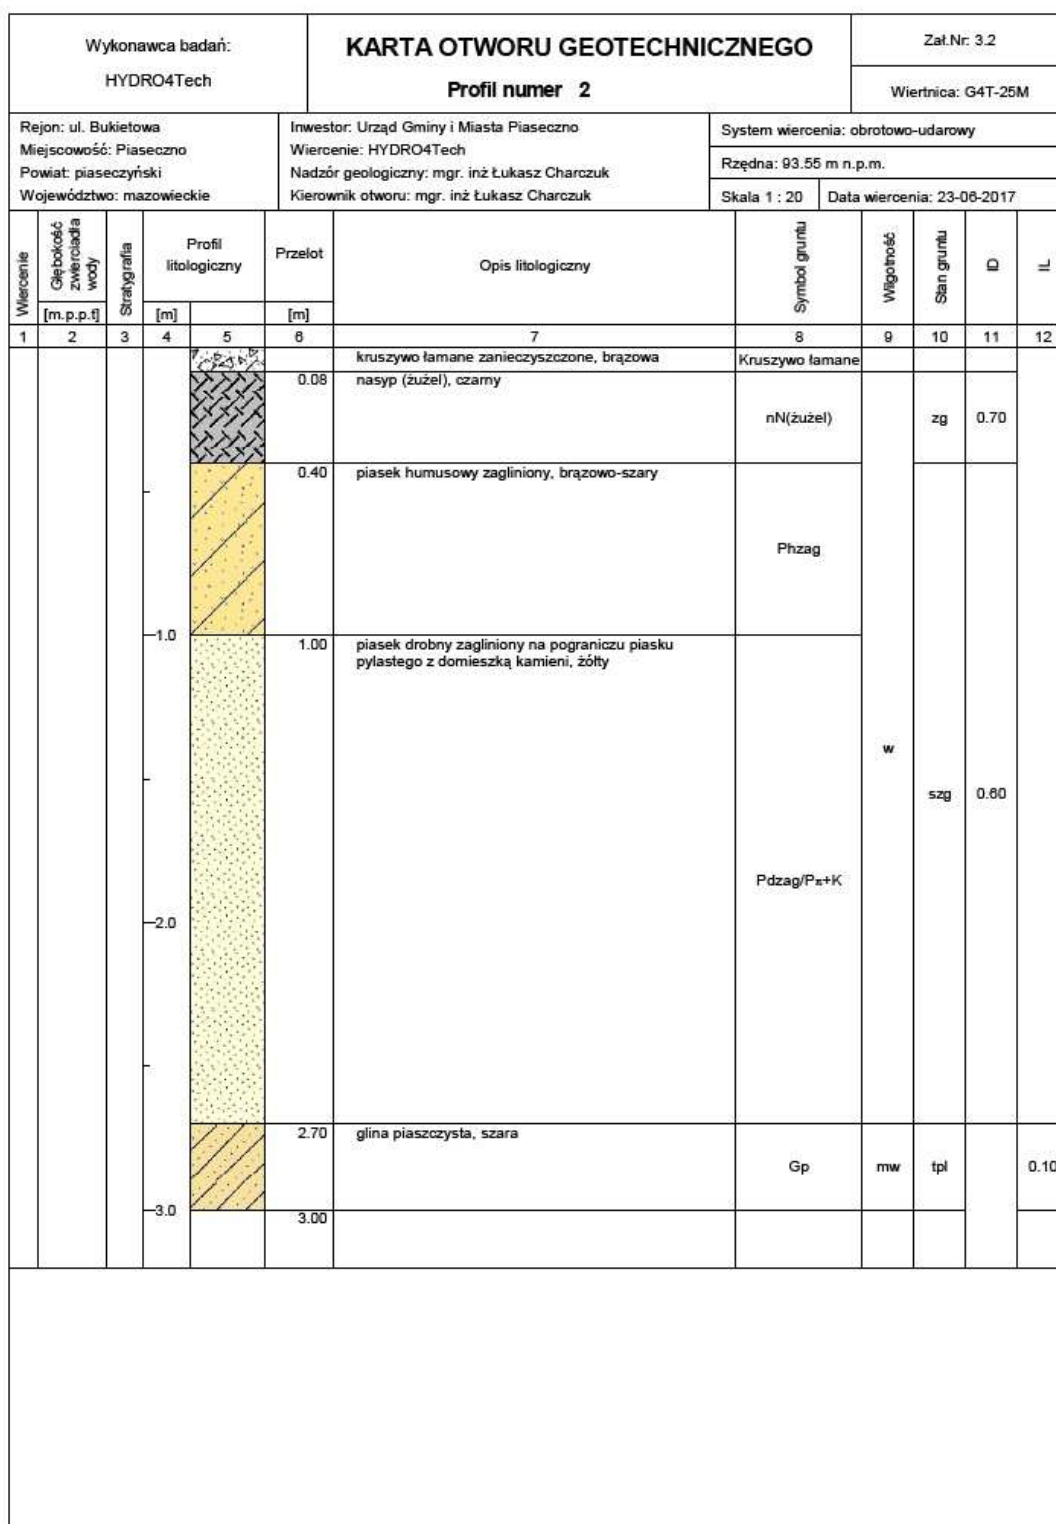 Wykonawca badań:
HYDRO4Tech
KARTA OTWORU GEOTECHNICZNEGO
Profil numer 2
Zał.Nr: 3.2
Wiertnica: G4T-25M
Rejon: ul. Bukietowa
Miejscowość: Piaseczno
Powiat: piaseczyński
Województwo: mazowieckie
Inwestor: Urząd Gminy i Miasta Piaseczno
Wiercenie: HYDRO4Tech
Nadzór geologiczny: mgr. inż Łukasz Charczuk
Kierownik otworu: mgr. inż Łukasz Charczuk
System wiercenia: obrotowo-udarowy
Rzędna: 93.55 m n.p.m.
Skala 1 : 20
Data wiercenia: 23-06-2017
Wiercenie
Głębokość
zwierciadła
wody
[m.p.p.t]
Stratygrafia
Profil
litologiczny
[m]
Przelot
[m]
Opis litologiczny
Symbol gruntu
Wilgotność
Stan gruntu
ID
IL
1 2 3 4 5 6 7 8 9 10 11 12
kruszywo łamane zanieczyszczone, brązowa
Kruszywo łamane
0.08 nasyp (żużel), czarny
nN(żużel) zg 0.70
0.40 piasek humusowy zagliniony, brązowo-szary
Phzag
1.0
1.00 piasek drobny zagliniony na pograniczu piasku
pylastego z domieszką kamieni, żółty
w
szg 0.60
Pdzag/Pπ+K
2.0
2.70 glina piaszczysta, szara
Gp mw tpl 0.10
3.0
3.00